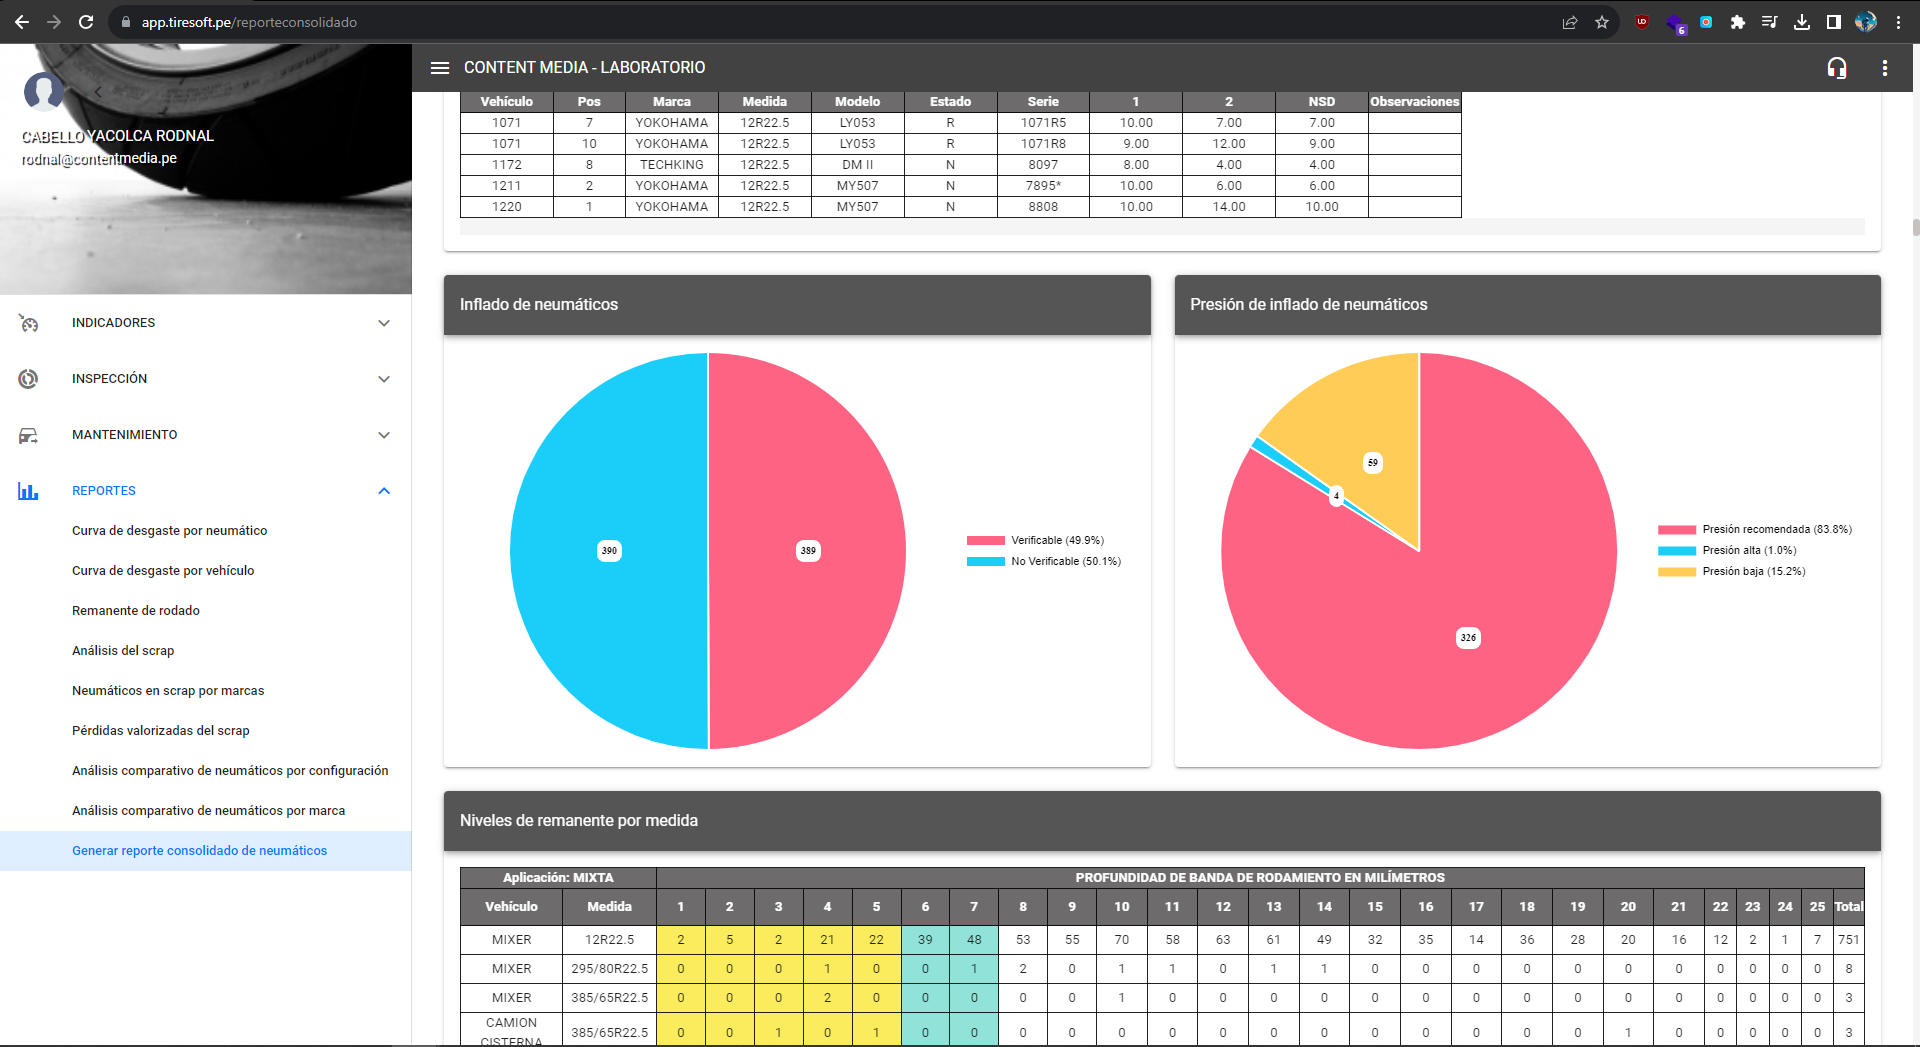 app.tiresoft.pe/reporteconsolidado
6
CABELLO YACOLCA RODNAL
rodnal@contentmedia.pe
INDICADORES
INSPECCIÓN
MANTENIMIENTO
REPORTES
Curva de desgaste por neumático
Curva de desgaste por vehículo
Remanente de rodado
Análisis del scrap
Neumáticos en scrap por marcas
Pérdidas valorizadas del scrap
Análisis comparativo de neumáticos por configuración
Análisis comparativo de neumáticos por marca
Generar reporte consolidado de neumáticos
CONTENT MEDIA - LABORATORIO
Vehículo Pos Marca Medida Modelo Estado Serie 1 2 NSD Observaciones
1071 7 YOKOHAMA 12R22.5 LY053 R 1071R5 10.00 7.00 7.00
1071 10 YOKOHAMA 12R22.5 LY053 R 1071R8 9.00 12.00 9.00
1172 8 TECHKING 12R22.5 DM II N 8097 8.00 4.00 4.00
1211 2 YOKOHAMA 12R22.5 MY507 N 7895* 10.00 6.00 6.00
1220 1 YOKOHAMA 12R22.5 MY507 N 8808 10.00 14.00 10.00
Inflado de neumáticos
390
389
Verificable (49.9%)
No Verificable (50.1%)
Presión de inflado de neumáticos
59
4
326
Presión recomendada (83.8%)
Presión alta (1.0%)
Presión baja (15.2%)
Niveles de remanente por medida
Aplicación: MIXTA PROFUNDIDAD DE BANDA DE RODAMIENTO EN MILÍMETROS
Vehículo Medida 1 2 3 4 5 6 7 8 9 10 11 12 13 14 15 16 17 18 19 20 21 22 23 24 25 Total
MIXER 12R22.5 2 5 2 21 22 39 48 53 55 70 58 63 61 49 32 35 14 36 28 20 16 12 2 1 7 751
MIXER 295/80R22.5 0 0 0 1 0 0 1 2 0 1 1 0 1 1 0 0 0 0 0 0 0 0 0 0 0 8
MIXER 385/65R22.5 0 0 0 2 0 0 0 0 0 1 0 0 0 0 0 0 0 0 0 0 0 0 0 0 0 3
CAMION CISTERNA 385/65R22.5 0 0 1 0 1 0 0 0 0 0 0 0 0 0 0 0 0 0 0 1 0 0 0 0 0 3